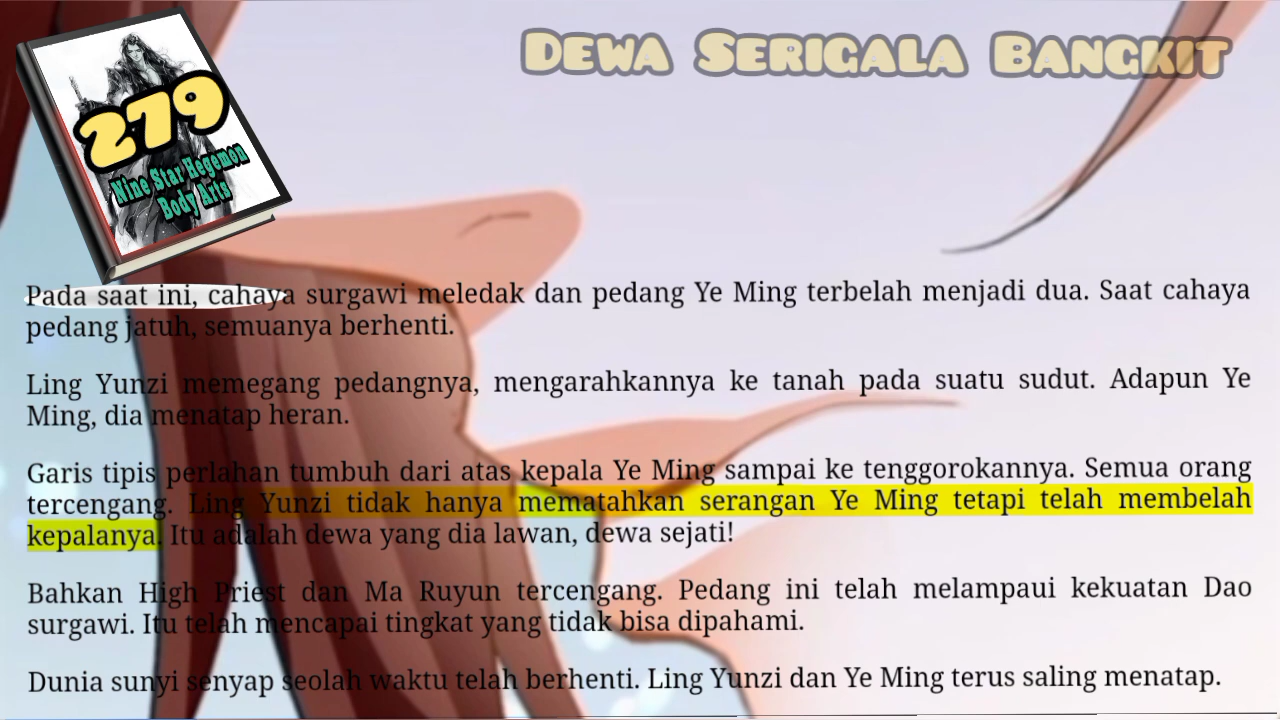 Dewa Serigala Bangkit
279
Nine Star Hegemon
Body Arts
Pada saat ini, cahaya surgawi meledak dan pedang Ye Ming terbelah menjadi dua. Saat cahaya
pedang jatuh, semuanya berhenti.
Ling Yunzi memegang pedangnya, mengarahkannya ke tanah pada suatu sudut. Adapun Ye
Ming, dia menatap heran.
Garis tipis perlahan tumbuh dari atas kepala Ye Ming sampai ke tenggorokannya. Semua orang
tercengang. Ling Yunzi tidak hanya mematahkan serangan Ye Ming tetapi telah membelah
kepalanya. Itu adalah dewa yang dia lawan, dewa sejati!
Bahkan High Priest dan Ma Ruyun tercengang. Pedang ini telah melampaui kekuatan Dao
surgawi. Itu telah mencapai tingkat yang tidak bisa dipahami.
Dunia sunyi senyap seolah waktu telah berhenti. Ling Yunzi dan Ye Ming terus saling menatap.